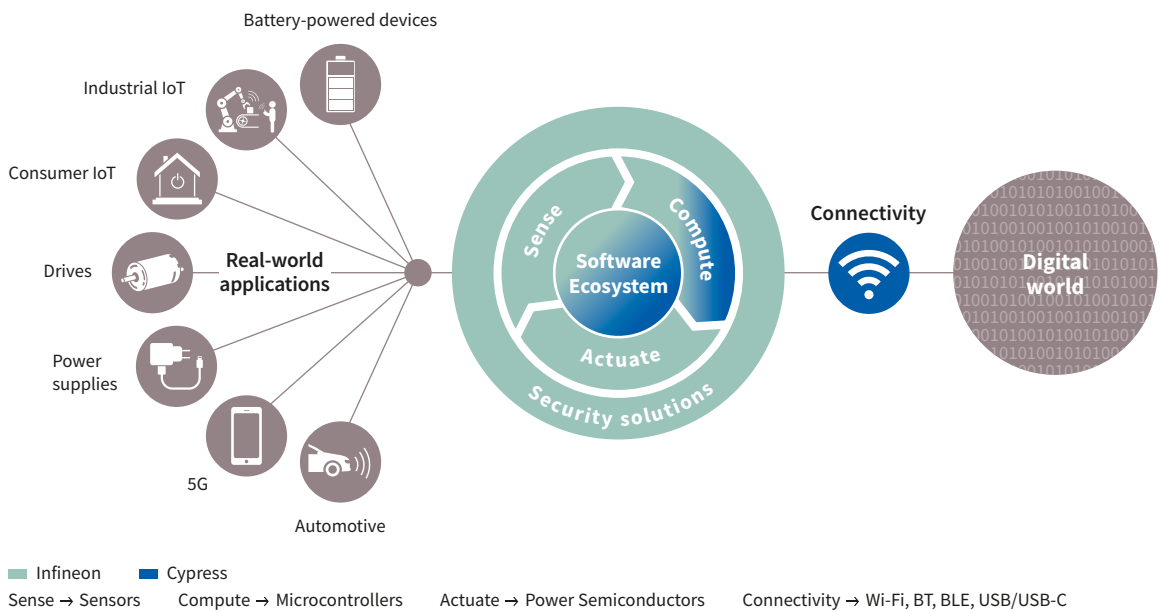 Battery-powered devices
Industrial IoT
Consumer IoT
Drives
Real-world
applications
Power
supplies
5G
Automotive
Sense
Compute
Software
Ecosystem
Actuate
Security solutions
Connectivity
Digital
world
Infineon
Cypress
Sense → Sensors
Compute → Microcontrollers
Actuate → Power Semiconductors
Connectivity → Wi-Fi, BT, BLE, USB/USB-C